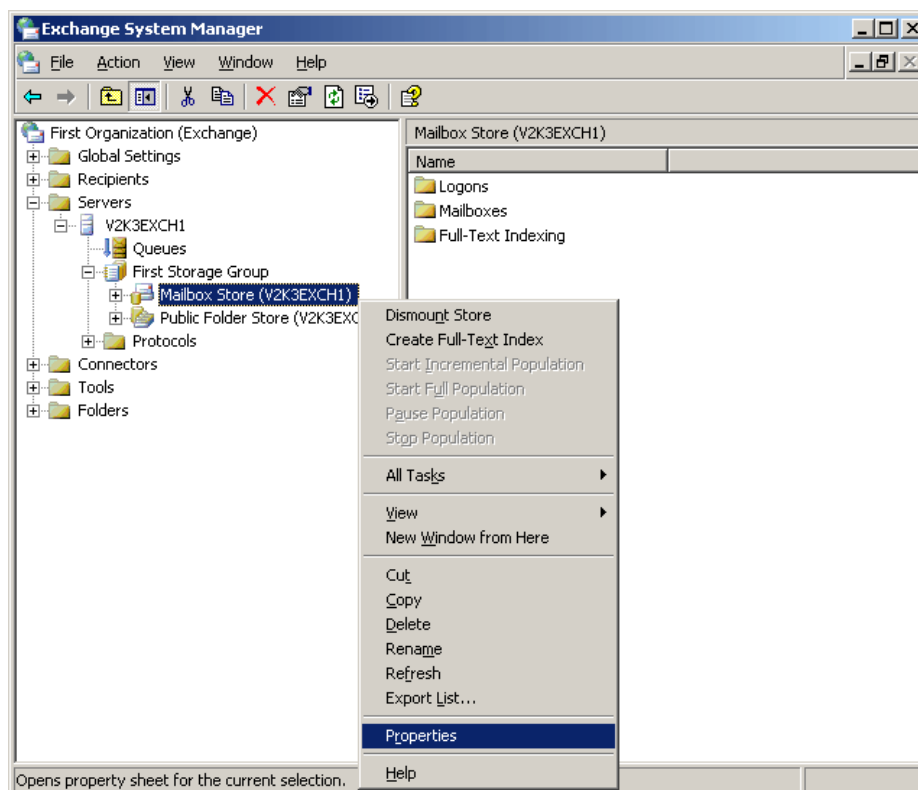 Exchange System Manager
File Action View Window Help
First Organization (Exchange)
Global Settings
Recipients
Servers
V2K3EXCH1
Queues
First Storage Group
Mailbox Store (V2K3EXCH1)
Public Folder Store (V2K3EXC
Protocols
Connectors
Tools
Folders
Mailbox Store (V2K3EXCH1)
Name
Logons
Mailboxes
Full-Text Indexing
Dismount Store
Create Full-Text Index
Start Incremental Population
Start Full Population
Pause Population
Stop Population
All Tasks
View
New Window from Here
Cut
Copy
Delete
Rename
Refresh
Export List...
Properties
Help
Opens property sheet for the current selection.